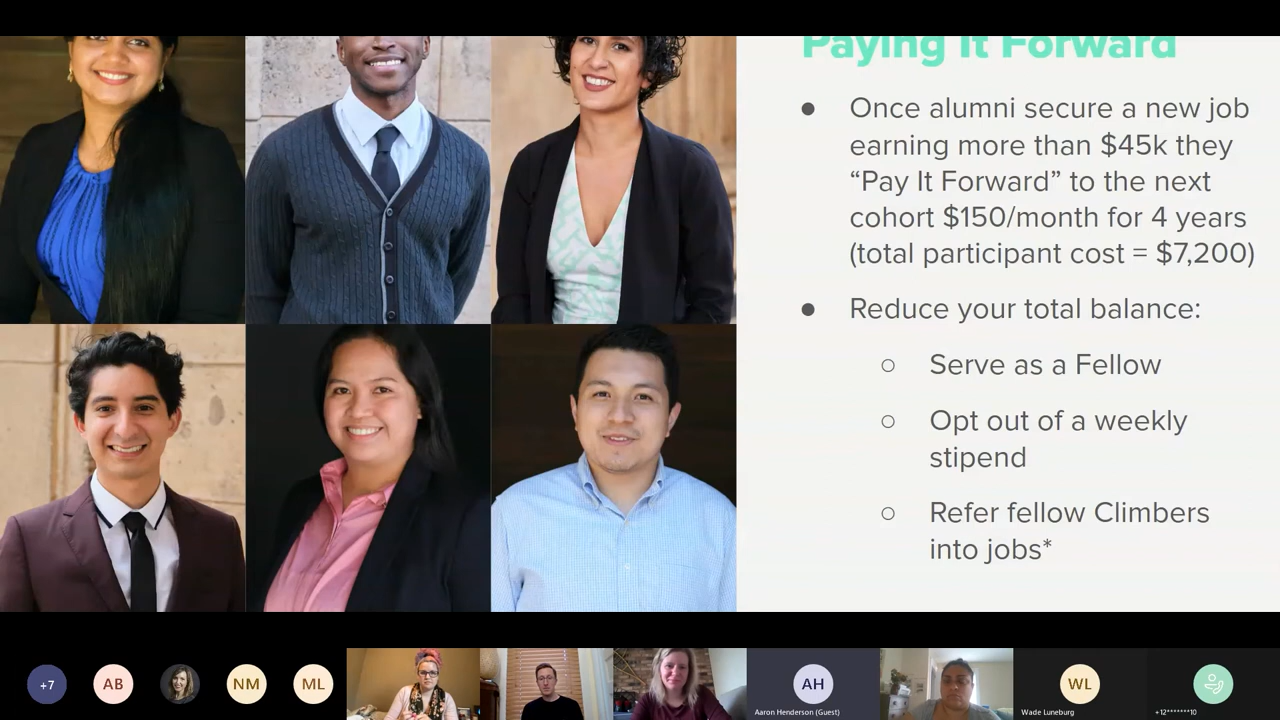 Paying It Forward
● Once alumni secure a new job
earning more than $45k they
“Pay It Forward” to the next
cohort $150/month for 4 years
(total participant cost = $7,200)
● Reduce your total balance:
○ Serve as a Fellow
○ Opt out of a weekly
stipend
○ Refer fellow Climbers
into jobs*
+7
AB
NM
ML
AH
Aaron Henderson (Guest)
WL
Wade Luneburg
+12*******10